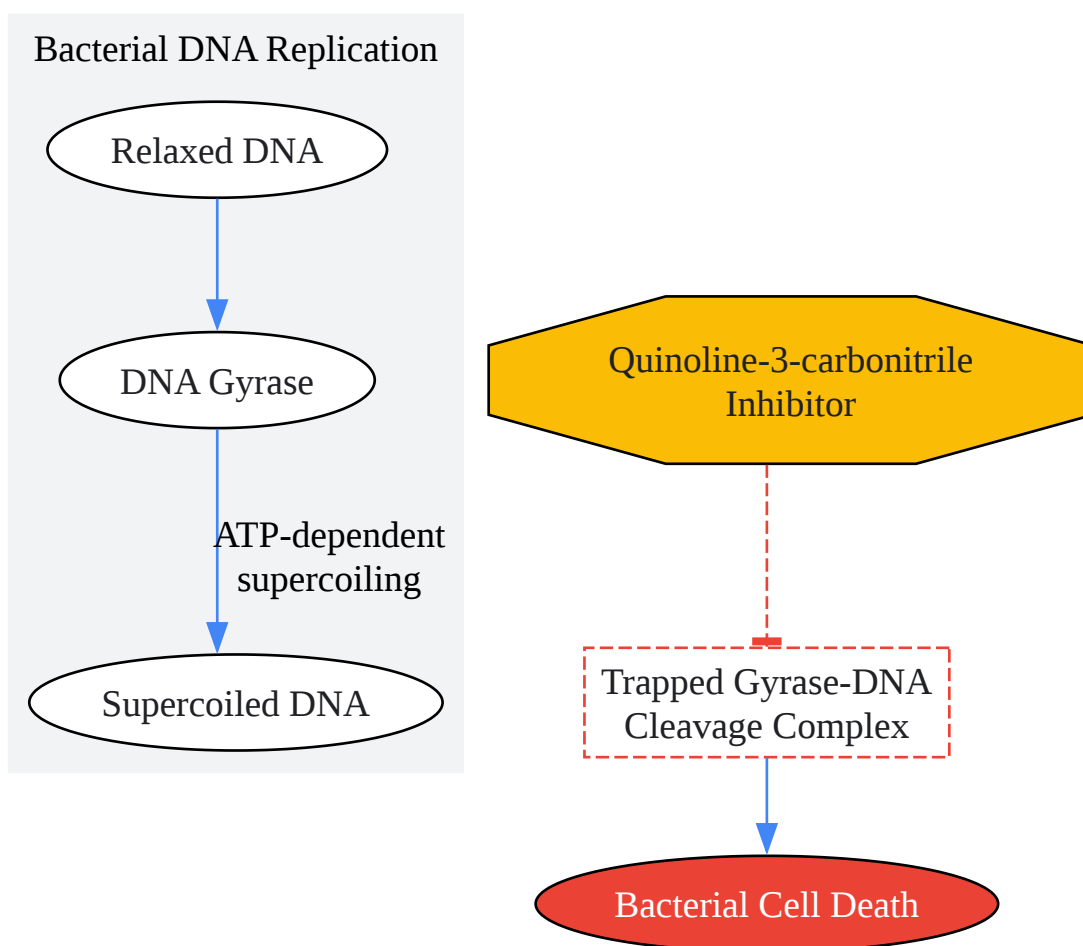 Bacterial DNA Replication
Relaxed DNA
DNA Gyrase
ATP-dependent
supercoiling
Supercoiled DNA
Quinoline-3-carbonitrile
Inhibitor
Trapped Gyrase-DNA
Cleavage Complex
Bacterial Cell Death